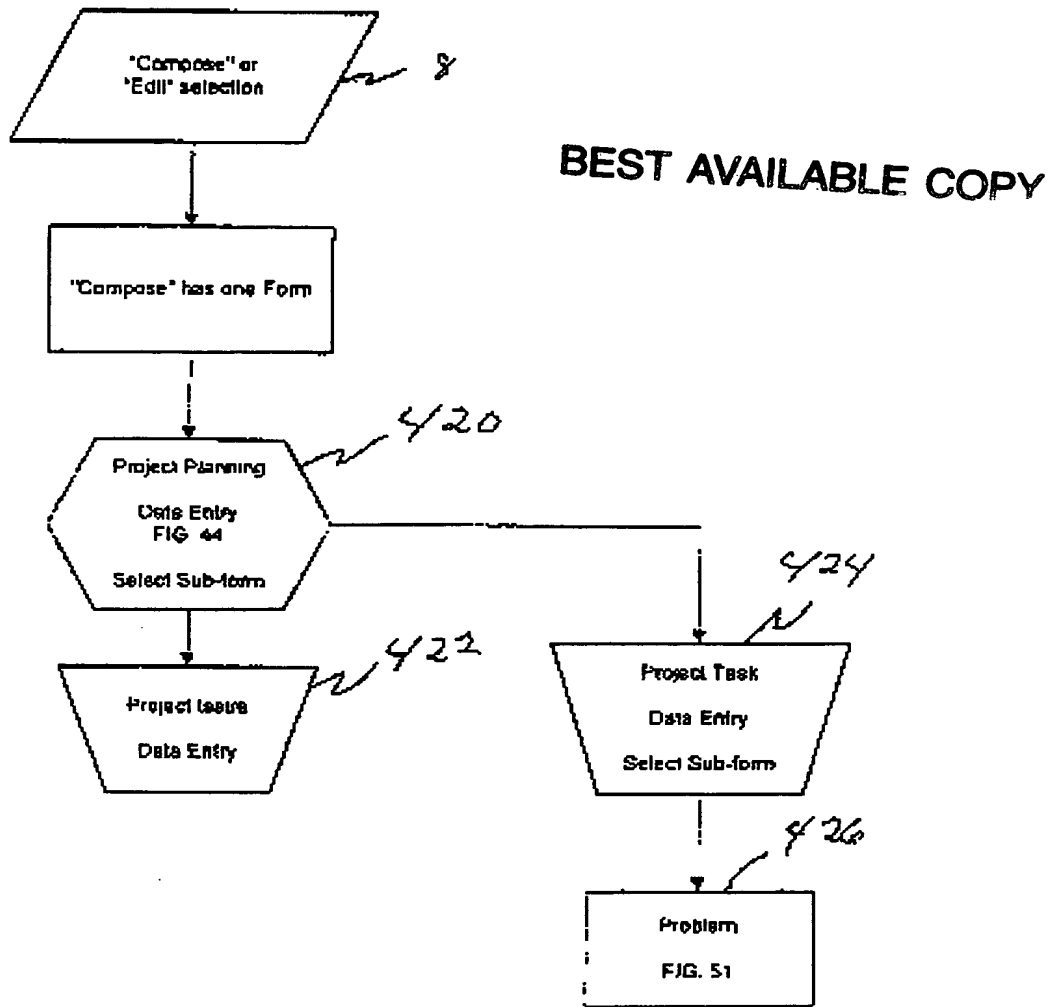 "Compose" or
"Edit" selection
8
BEST AVAILABLE COPY
"Compose" has one Form
420
Project Planning
Data Entry
FIG 44
Select Sub-form
424
422
Project Issue
Data Entry
Project Task
Data Entry
Select Sub-form
426
Problem
FIG. 51